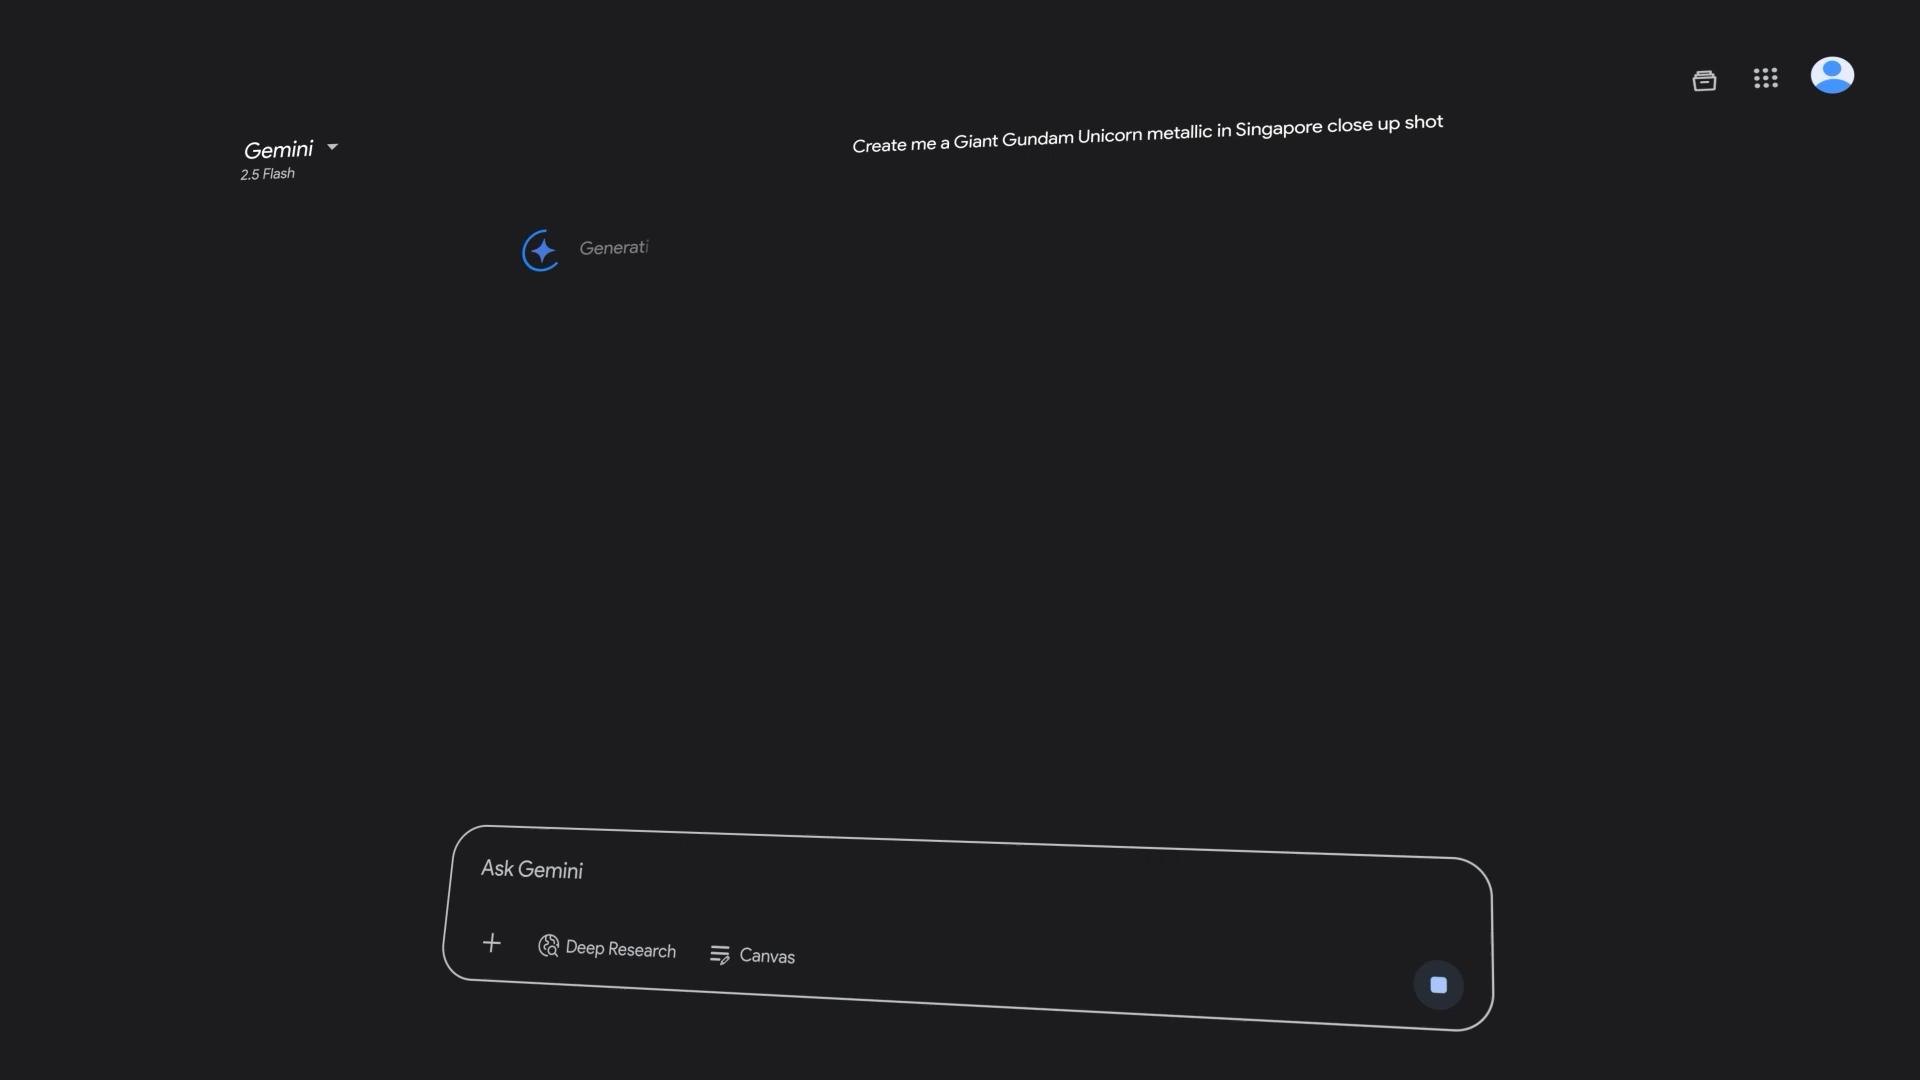 Create me a Giant Gundam Unicorn metallic in Singapore close up shot
Gemini
2.5 Flash
Generati
Ask Gemini
Deep Research
Canvas